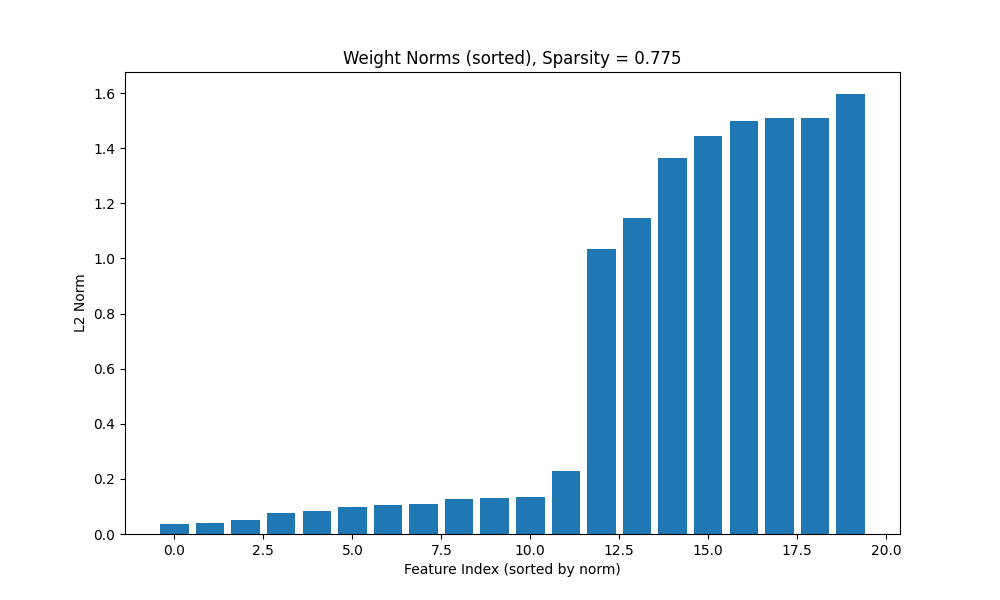 Weight Norms (sorted), Sparsity = 0.775
1.6
1.4
1.2
1.0
0.8
0.6
0.4
0.2
0.0
L2 Norm
0.0 2.5 5.0 7.5 10.0 12.5 15.0 17.5 20.0
Feature Index (sorted by norm)